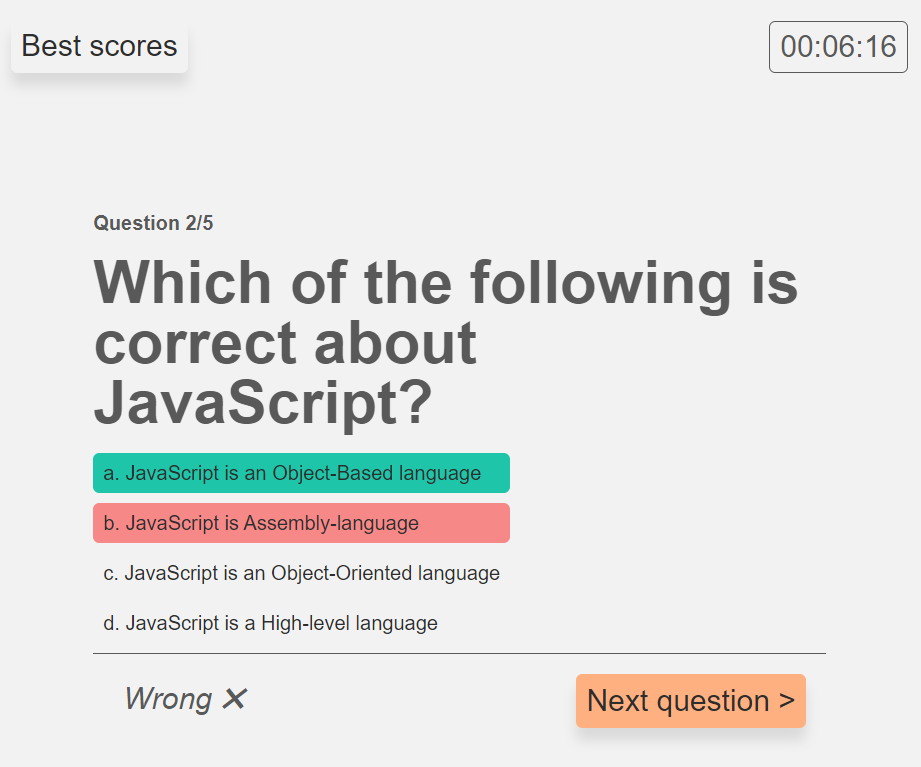 Best scores
00:06:16
Question 2/5
Which of the following is
correct about
JavaScript?
a. JavaScript is an Object-Based language
b. JavaScript is Assembly-language
c. JavaScript is an Object-Oriented language
d. JavaScript is a High-level language
Wrong ✕
Next question >